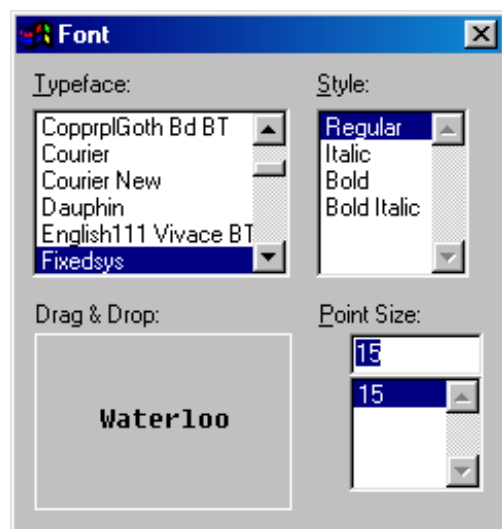 Font
Typeface:
CopprplGoth Bd BT
Courier
Courier New
Dauphin
English111 Vivace BT
Fixedsys
Style:
Regular
Italic
Bold
Bold Italic
Drag & Drop:
Waterloo
Point Size:
15
15